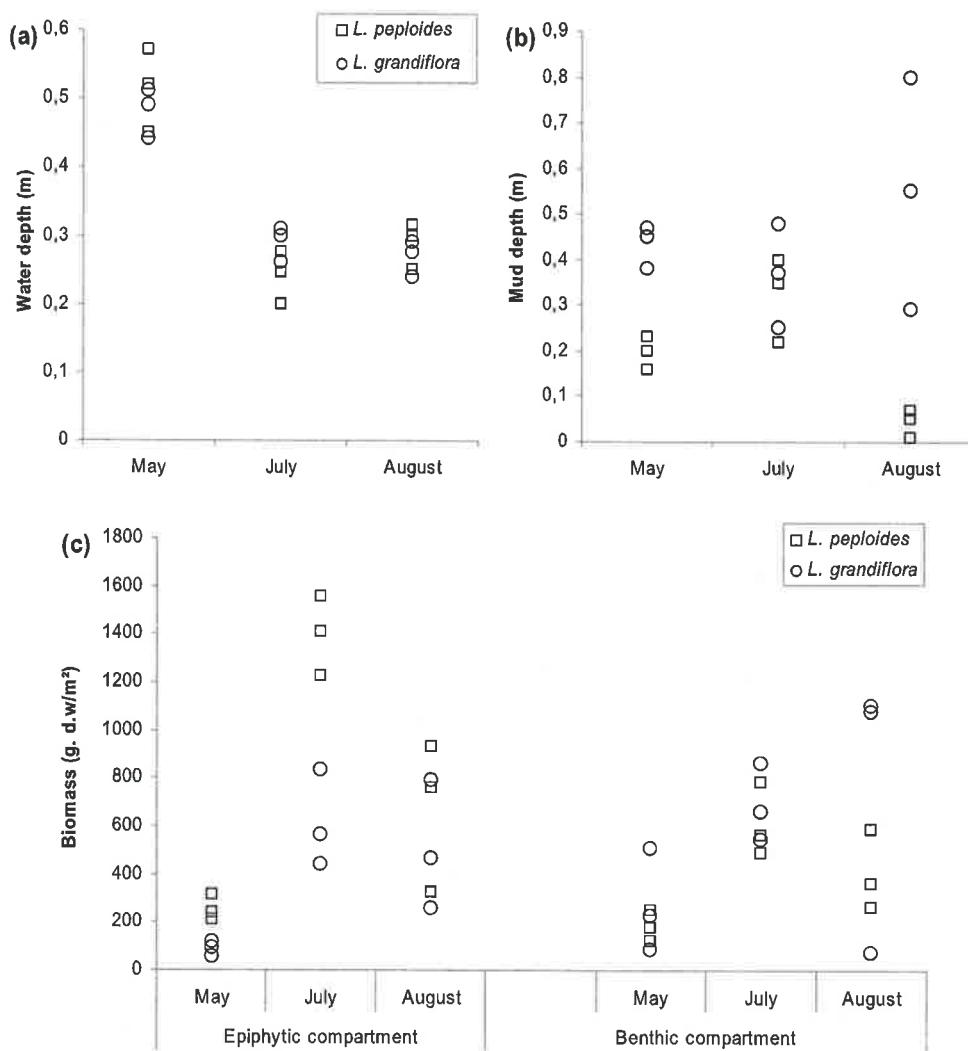 (a)
L. peploides
L. grandiflora
Water depth (m)
0,6
0,5
0,4
0,3
0,2
0,1
0
May July August
(b)
Mud depth (m)
0,9
0,8
0,7
0,6
0,5
0,4
0,3
0,2
0,1
0
May July August
(c)
L. peploides
L. grandiflora
Biomass (g. d.w/m²)
1800
1600
1400
1200
1000
800
600
400
200
0
May July August May July August
Epiphytic compartment Benthic compartment